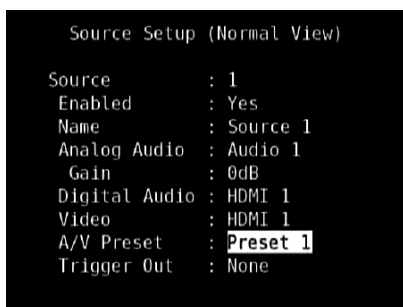 Source Setup (Normal View)
Source : 1
Enabled : Yes
Name : Source 1
Analog Audio : Audio 1
Gain : 0dB
Digital Audio : HDMI 1
Video : HDMI 1
A/V Preset : Preset 1
Trigger Out : None